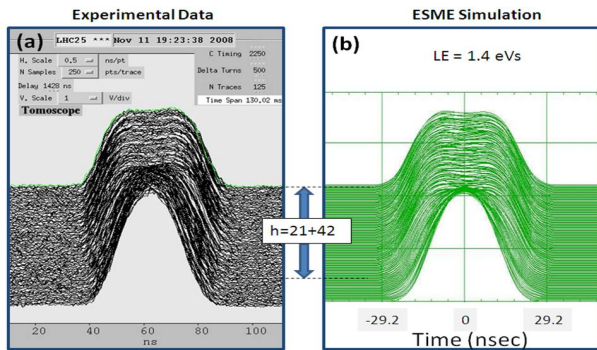 Experimental Data
ESME Simulation
(a)
LHC25 *** Nov 11 19:23:38 2008
H. Scale 0.5 ns/pt
N Samples 250 pts/trace
Delay 1428 ns
V. Scale 1 V/div
Tomoscope
C Timing 2250
Delta Turns 500
N Traces 125
Time Span 130.02 ms
20 40 60 80 100
ns
h=21+42
(b)
LE = 1.4 eVs
-29.2 0 29.2
Time (nsec)